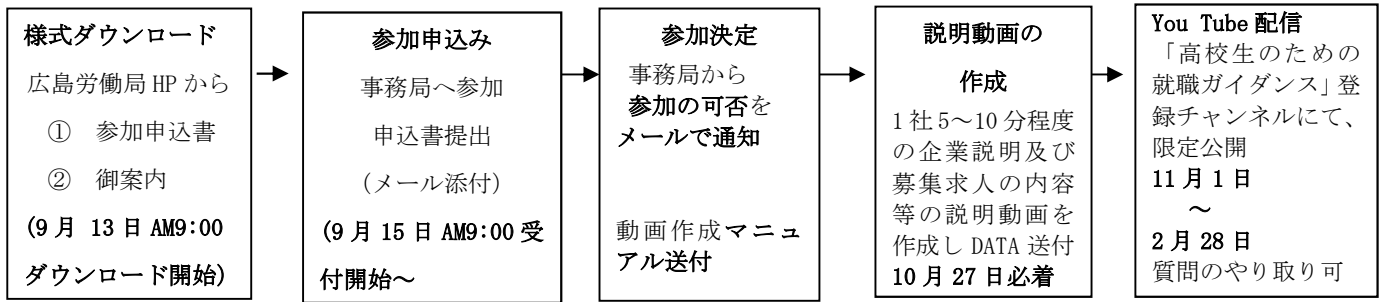 様式ダウンロード
広島労働局 HP から
① 参加申込書
② 御案内
(9 月 13 日 AM9:00
ダウンロード開始)
参加申込み
事務局へ参加
申込書提出
(メール添付)
(9 月 15 日 AM9:00 受
付開始～
参加決定
事務局から
参加の可否を
メールで通知
動画作成マニュ
アル送付
説明動画の
作成
1 社 5～10 分程度
の企業説明及び
募集求人の内容
等の説明動画を
作成し DATA 送付
10 月 27 日必着
You Tube 配信
「高校生のための
就職ガイダンス」登
録チャンネルにて、
限定公開
11 月 1 日
～
2 月 28 日
質問のやり取り可